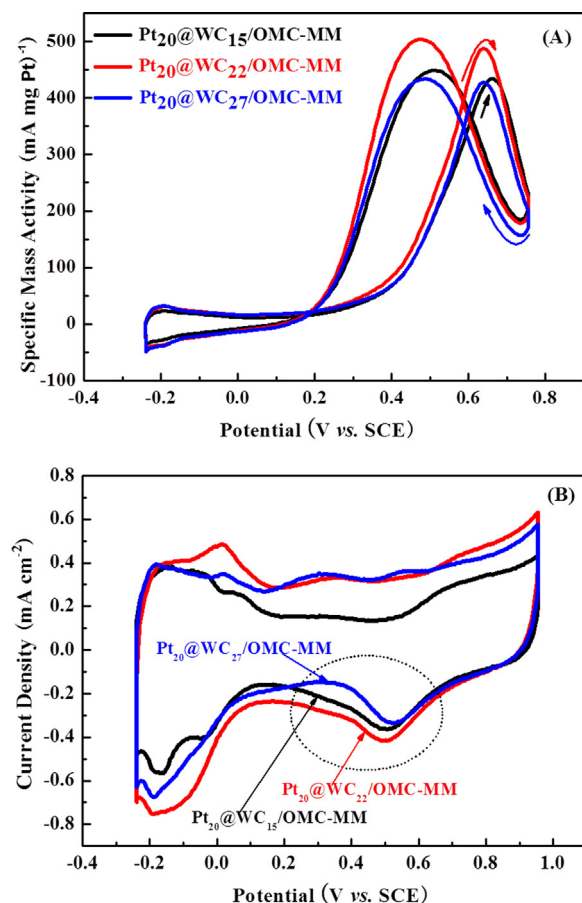 Pt20@WC15/OMC-MM
(A)
Pt20@WC22/OMC-MM
Pt20@WC27/OMC-MM
Specific Mass Activity (mA mg Pt)-1
500
400
300
200
100
0
-100
-0.4 -0.2 0.0 0.2 0.4 0.6 0.8
Potential (V vs. SCE)
(B)
Current Density (mA cm-2)
0.8
0.6
0.4
0.2
0.0
-0.2
-0.4
-0.6
-0.8
Pt20@WC27/OMC-MM
Pt20@WC22/OMC-MM
Pt20@WC15/OMC-MM
-0.4 -0.2 0.0 0.2 0.4 0.6 0.8 1.0
Potential (V vs. SCE)